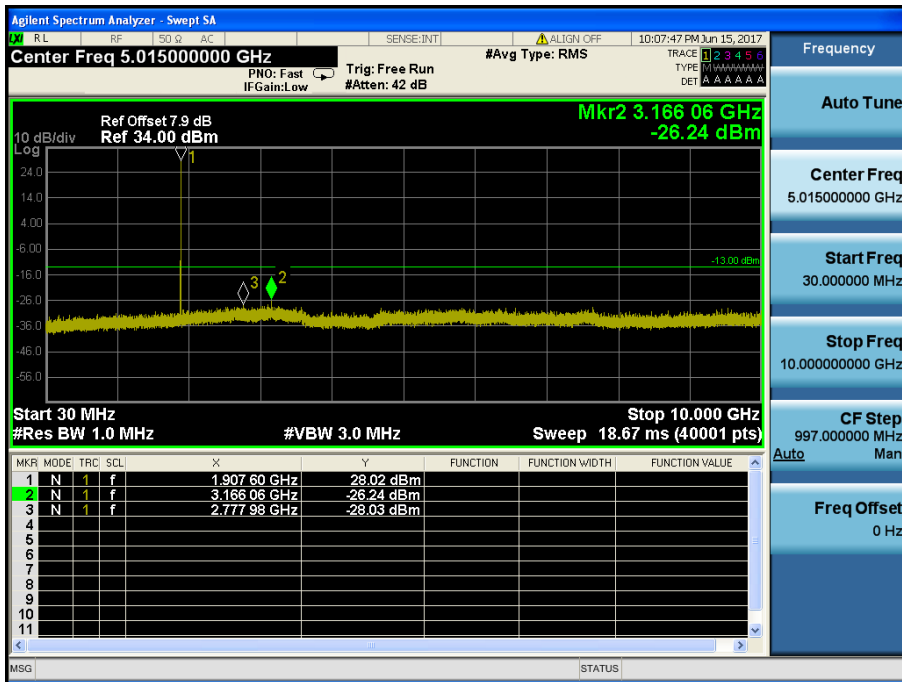 Agilent Spectrum Analyzer - Swept SA
LXI RL RF 50 Ω AC SENSE:INT ALIGN OFF 10:07:47 PM Jun 15, 2017
Center Freq 5.015000000 GHz
PNO: Fast
IFGain:Low
Trig: Free Run
#Atten: 42 dB
#Avg Type: RMS
TRACE 1 2 3 4 5 6
TYPE M
DET A A A A A A
Mkr2 3.166 06 GHz
-26.24 dBm
Ref Offset 7.9 dB
10 dB/div Ref 34.00 dBm
Log
1
24.0
14.0
4.00
-6.00
-13.00 dBm
-16.0
3 2
-26.0
-36.0
-46.0
-56.0
Start 30 MHz Stop 10.000 GHz
#Res BW 1.0 MHz #VBW 3.0 MHz Sweep 18.67 ms (40001 pts)
MKR MODE TRC SCL X Y FUNCTION FUNCTION WIDTH FUNCTION VALUE
1 N 1 f 1.907 60 GHz 28.02 dBm
2 N 1 f 3.166 06 GHz -26.24 dBm
3 N 1 f 2.777 98 GHz -28.03 dBm
4
5
6
7
8
9
10
11
MSG STATUS
Frequency
Auto Tune
Center Freq
5.015000000 GHz
Start Freq
30.000000 MHz
Stop Freq
10.000000000 GHz
CF Step
997.000000 MHz
Auto Man
Freq Offset
0 Hz